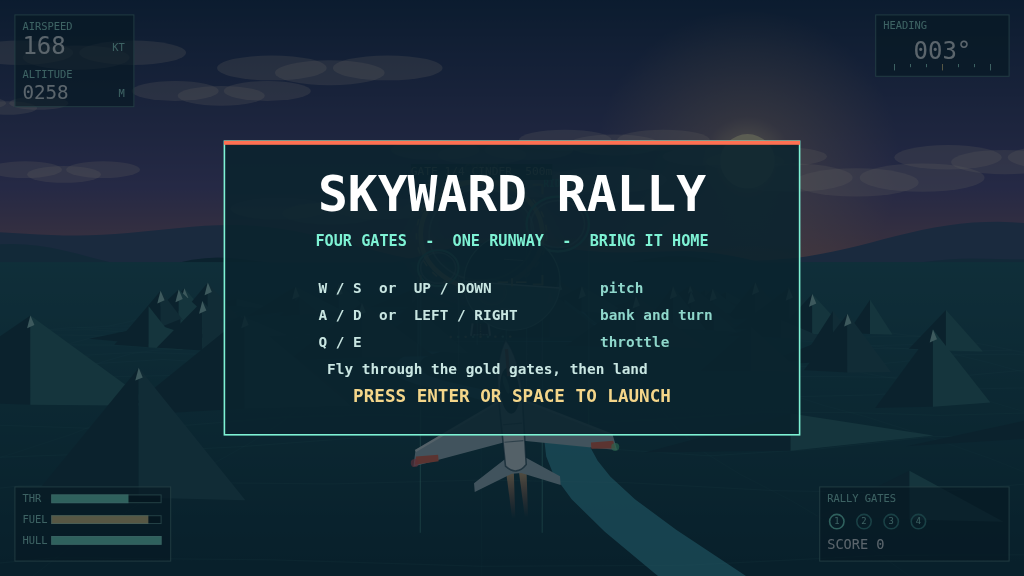 AIRSPEED
168 KT
ALTITUDE
0258 M
HEADING
003°
SKYWARD RALLY
FOUR GATES - ONE RUNWAY - BRING IT HOME
W / S or UP / DOWN pitch
A / D or LEFT / RIGHT bank and turn
Q / E throttle
Fly through the gold gates, then land
PRESS ENTER OR SPACE TO LAUNCH
THR
FUEL
HULL
RALLY GATES
1 2 3 4
SCORE 0